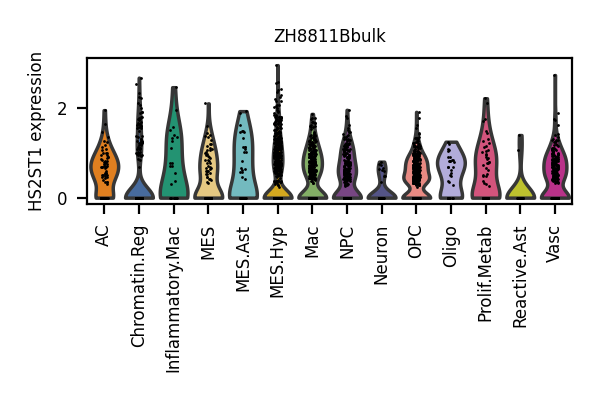 ZH8811Bbulk
HS2ST1 expression
2
0
AC
Chromatin.Reg
Inflammatory.Mac
MES
MES.Ast
MES.Hyp
Mac
NPC
Neuron
OPC
Oligo
Prolif.Metab
Reactive.Ast
Vasc